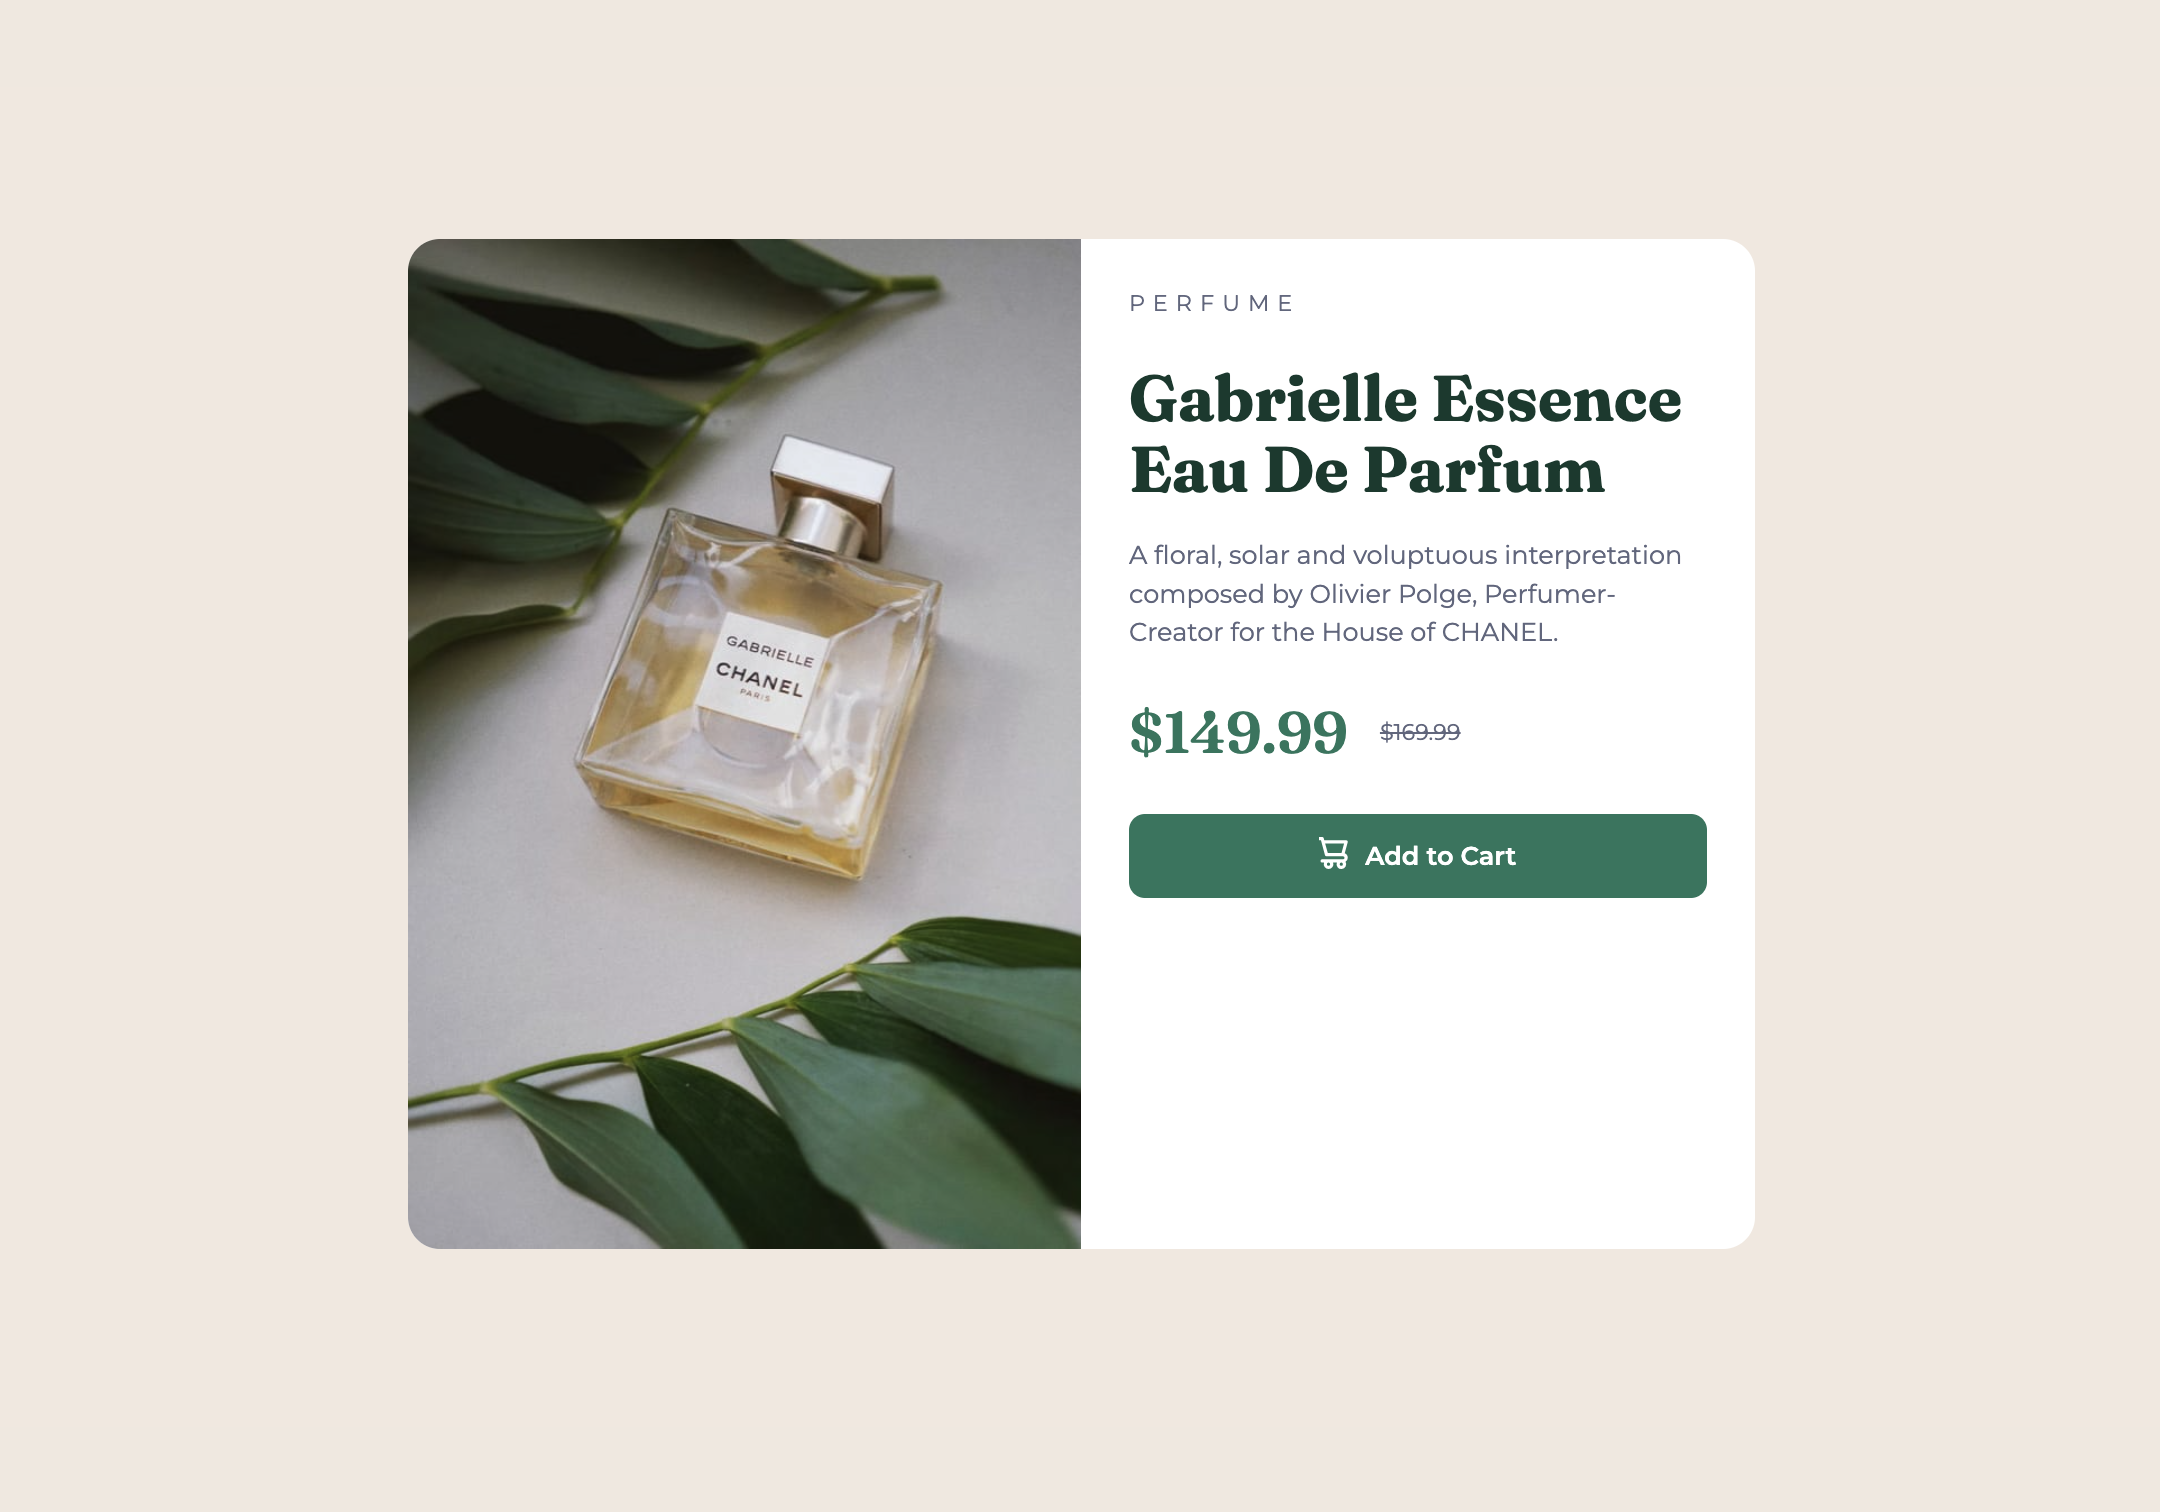 GABRIELLE
CHANEL
PARIS
PERFUME
Gabrielle Essence
Eau De Parfum
A floral, solar and voluptuous interpretation
composed by Olivier Polge, Perfumer-
Creator for the House of CHANEL.
$149.99 $169.99
Add to Cart